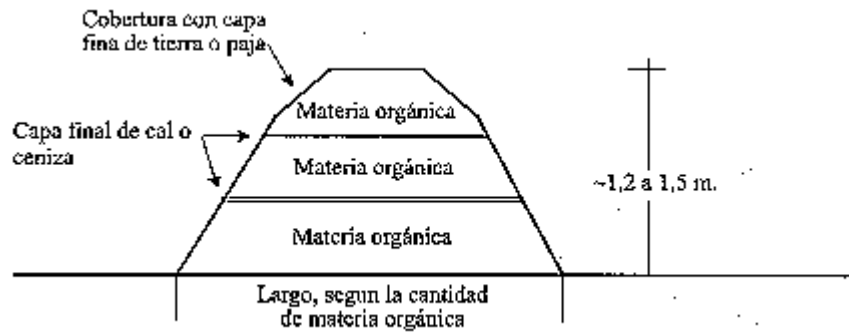 Cobertura con capa
fina de tierra o paja
Materia orgánica
Capa final de cal o
ceniza
Materia orgánica
~1,2 a 1,5 m.
Materia orgánica
Largo, segun la cantidad
de materia orgánica